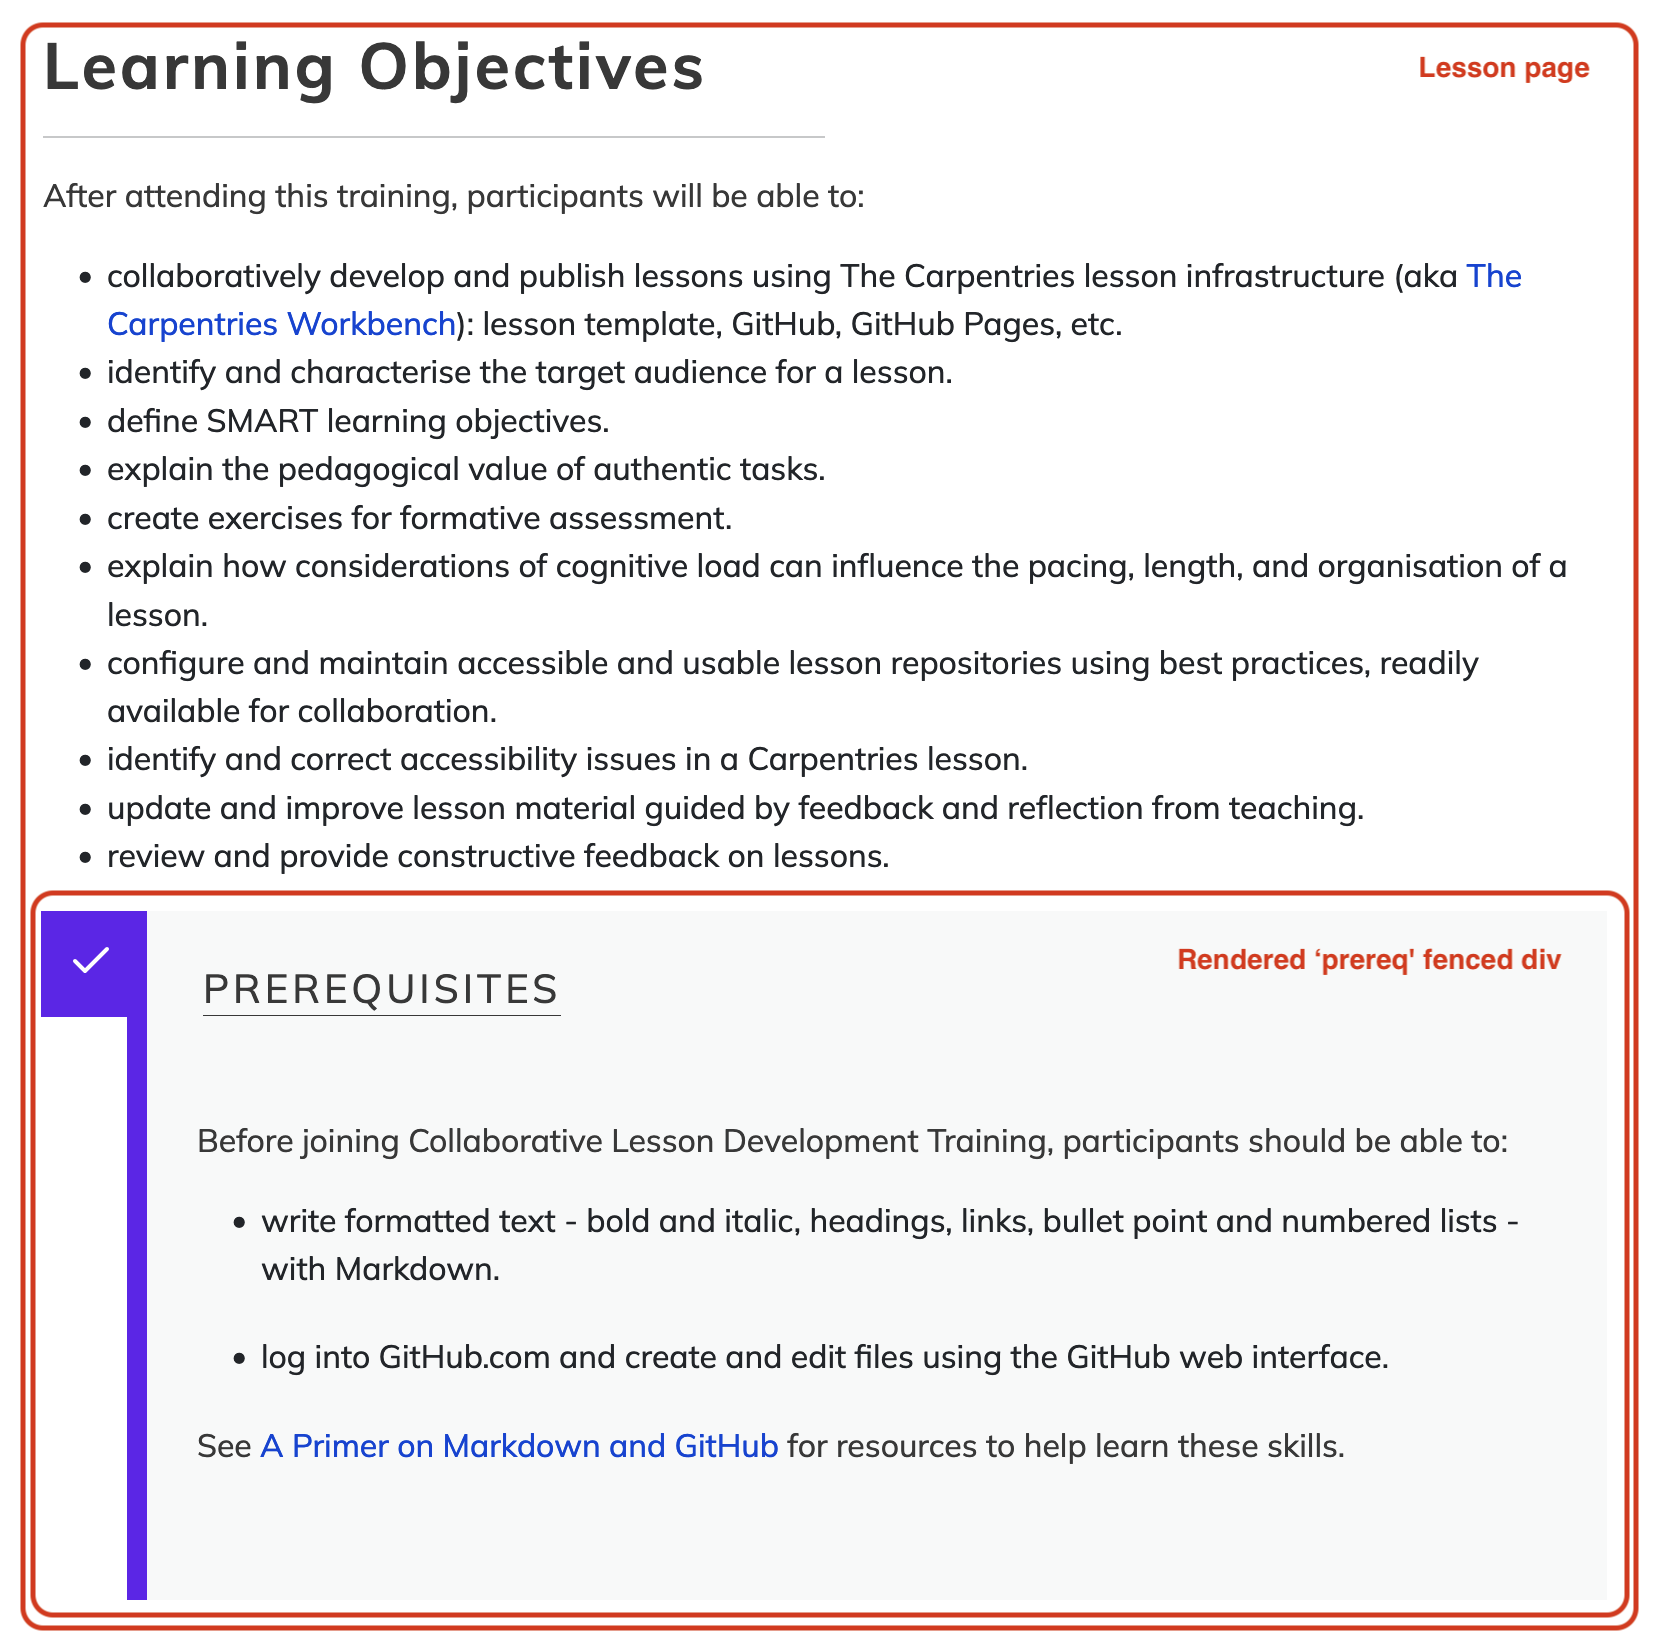 Learning Objectives
Lesson page
After attending this training, participants will be able to:
• collaboratively develop and publish lessons using The Carpentries lesson infrastructure (aka The
Carpentries Workbench): lesson template, GitHub, GitHub Pages, etc.
• identify and characterise the target audience for a lesson.
• define SMART learning objectives.
• explain the pedagogical value of authentic tasks.
• create exercises for formative assessment.
• explain how considerations of cognitive load can influence the pacing, length, and organisation of a
lesson.
• configure and maintain accessible and usable lesson repositories using best practices, readily
available for collaboration.
• identify and correct accessibility issues in a Carpentries lesson.
• update and improve lesson material guided by feedback and reflection from teaching.
• review and provide constructive feedback on lessons.
Rendered ‘prereq' fenced div
PREREQUISITES
Before joining Collaborative Lesson Development Training, participants should be able to:
• write formatted text - bold and italic, headings, links, bullet point and numbered lists -
with Markdown.
• log into GitHub.com and create and edit files using the GitHub web interface.
See A Primer on Markdown and GitHub for resources to help learn these skills.